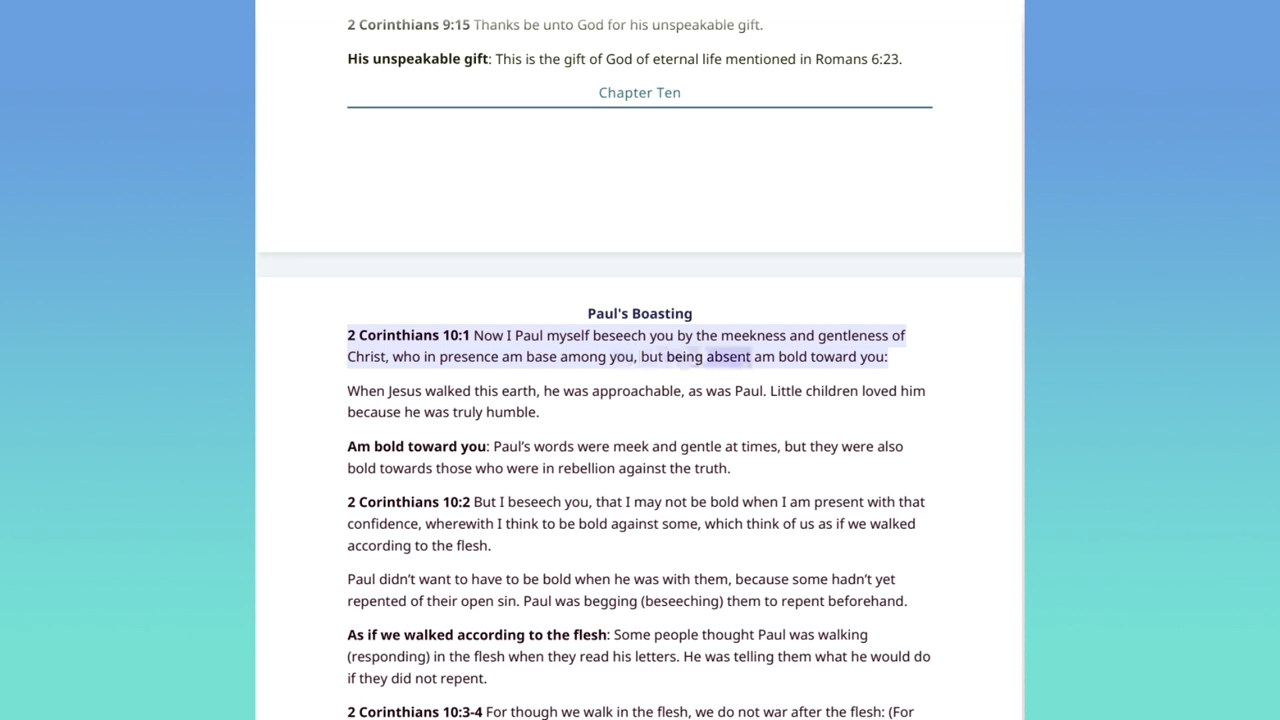 2 Corinthians 9:15 Thanks be unto God for his unspeakable gift.
His unspeakable gift: This is the gift of God of eternal life mentioned in Romans 6:23.
Chapter Ten
Paul's Boasting
2 Corinthians 10:1 Now I Paul myself beseech you by the meekness and gentleness of
Christ, who in presence am base among you, but being absent am bold toward you:
When Jesus walked this earth, he was approachable, as was Paul. Little children loved him
because he was truly humble.
Am bold toward you: Paul’s words were meek and gentle at times, but they were also
bold towards those who were in rebellion against the truth.
2 Corinthians 10:2 But I beseech you, that I may not be bold when I am present with that
confidence, wherewith I think to be bold against some, which think of us as if we walked
according to the flesh.
Paul didn’t want to have to be bold when he was with them, because some hadn’t yet
repented of their open sin. Paul was begging (beseeching) them to repent beforehand.
As if we walked according to the flesh: Some people thought Paul was walking
(responding) in the flesh when they read his letters. He was telling them what he would do
if they did not repent.
2 Corinthians 10:3-4 For though we walk in the flesh, we do not war after the flesh: (For